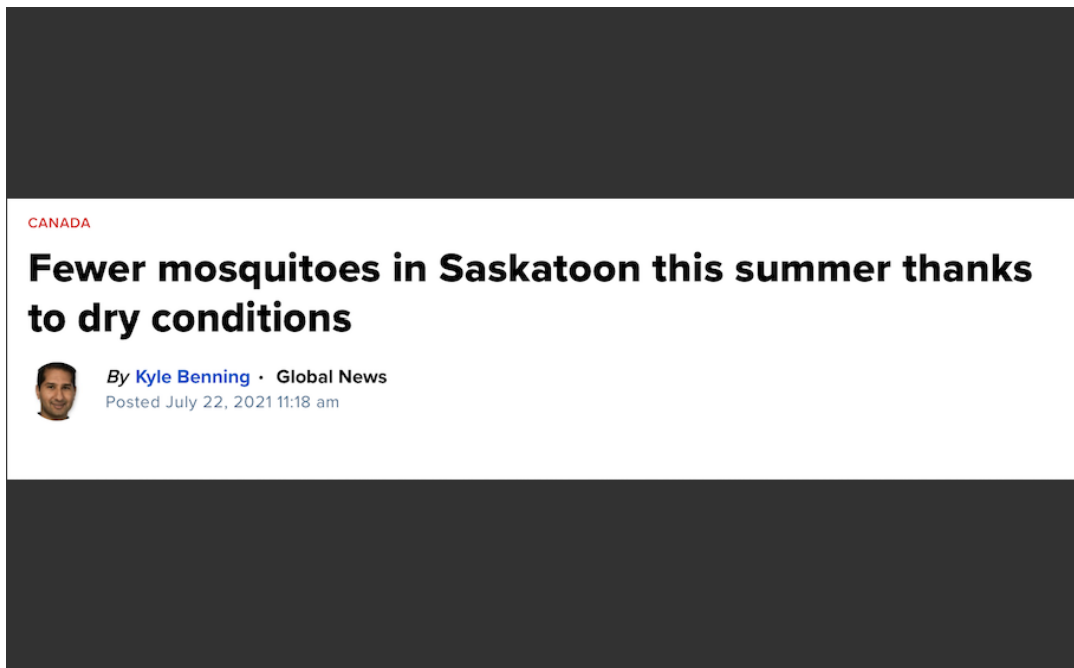 CANADA
Fewer mosquitoes in Saskatoon this summer thanks
to dry conditions
By Kyle Benning · Global News
Posted July 22, 2021 11:18 am